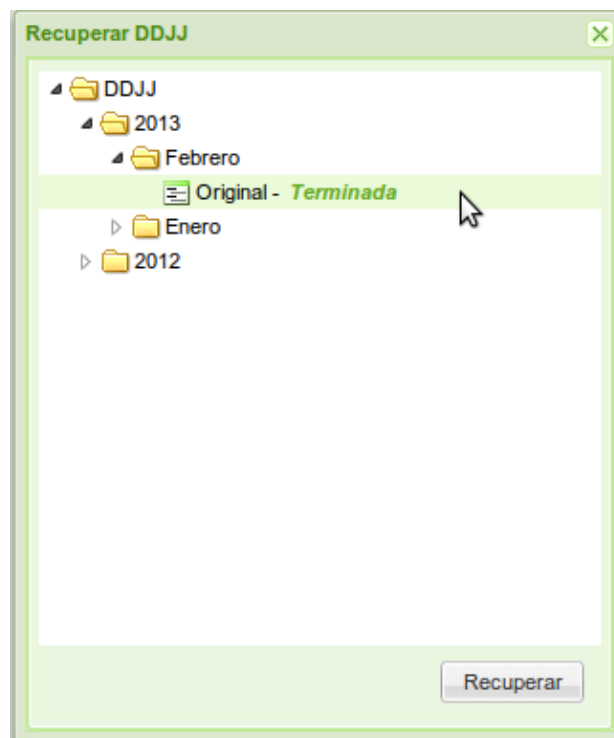 Recuperar DDJJ
DDJJ
2013
Febrero
Original - Terminada
Enero
2012
Recuperar